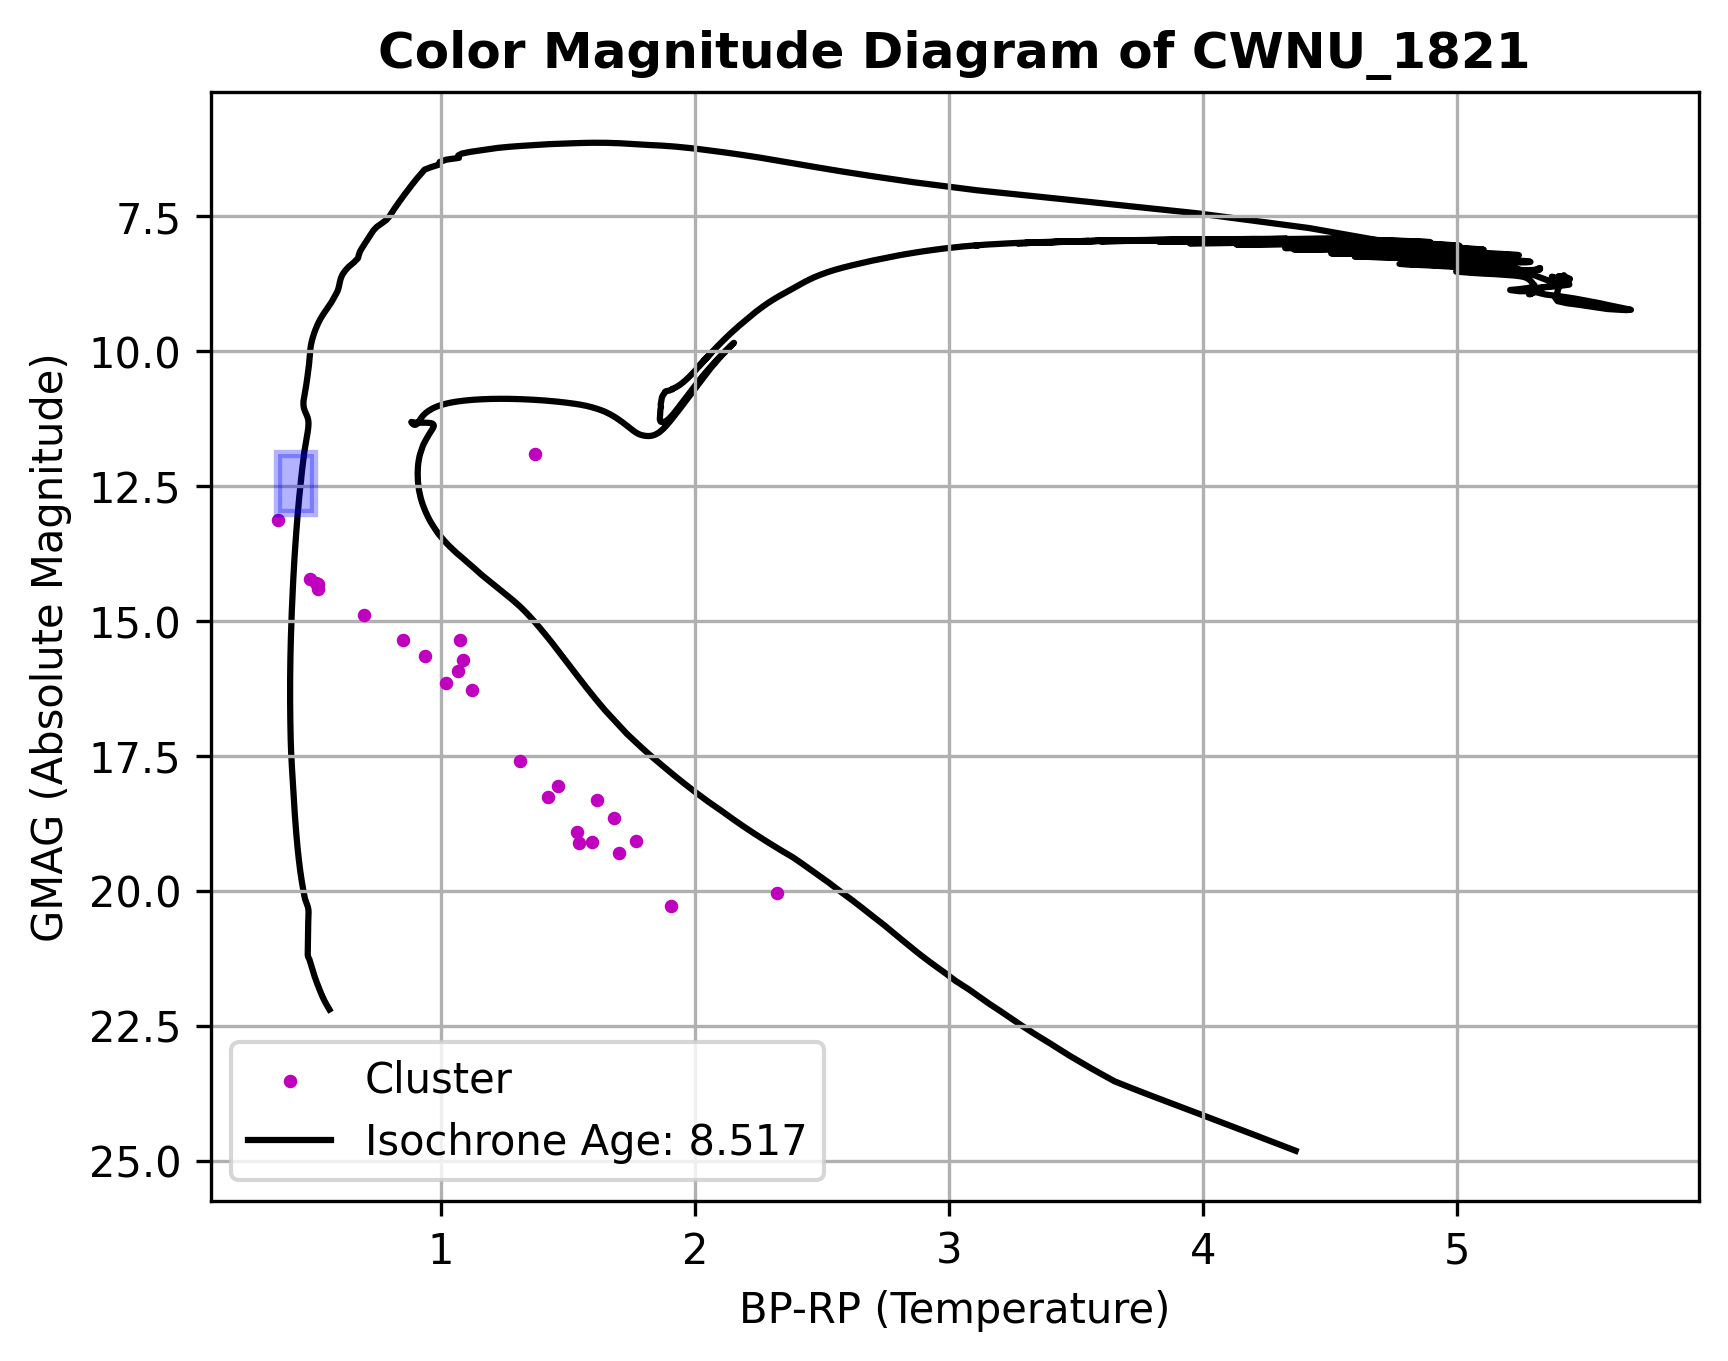 Color Magnitude Diagram of CWNU_1821
GMAG (Absolute Magnitude)
7.5
10.0
12.5
15.0
17.5
20.0
22.5
25.0
Cluster
Isochrone Age: 8.517
1 2 3 4 5
BP-RP (Temperature)